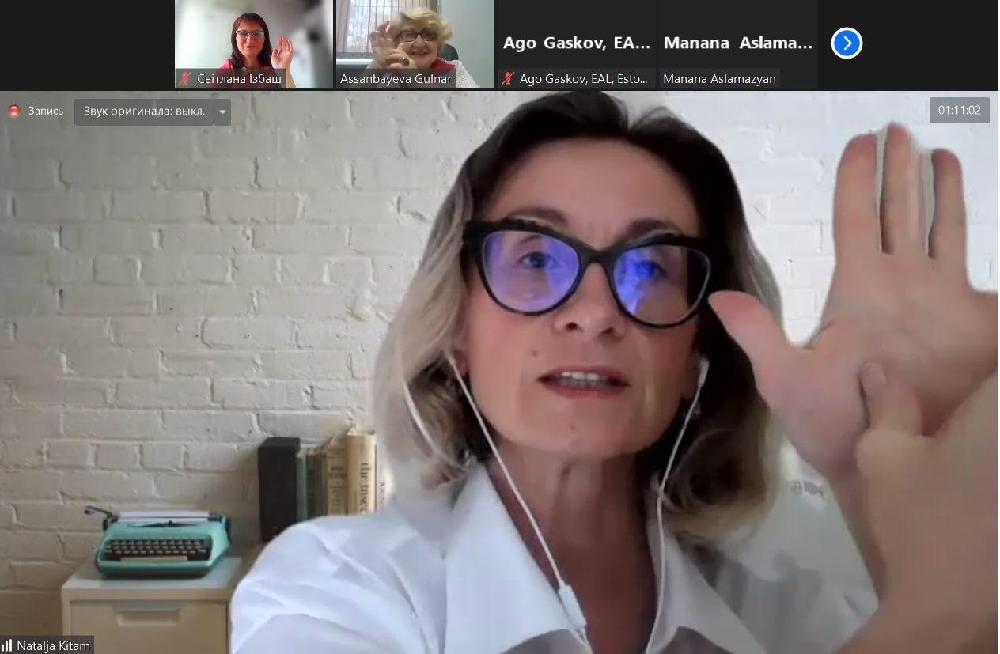 Світлана Ізбаш
Assanbayeva Gulnar
Ago Gaskov, EA...
Ago Gaskov, EAL, Esto...
Manana Aslama...
Manana Aslamazyan
Запись
Звук оригинала: выкл.
01:11:02
the
Natalja Kitam